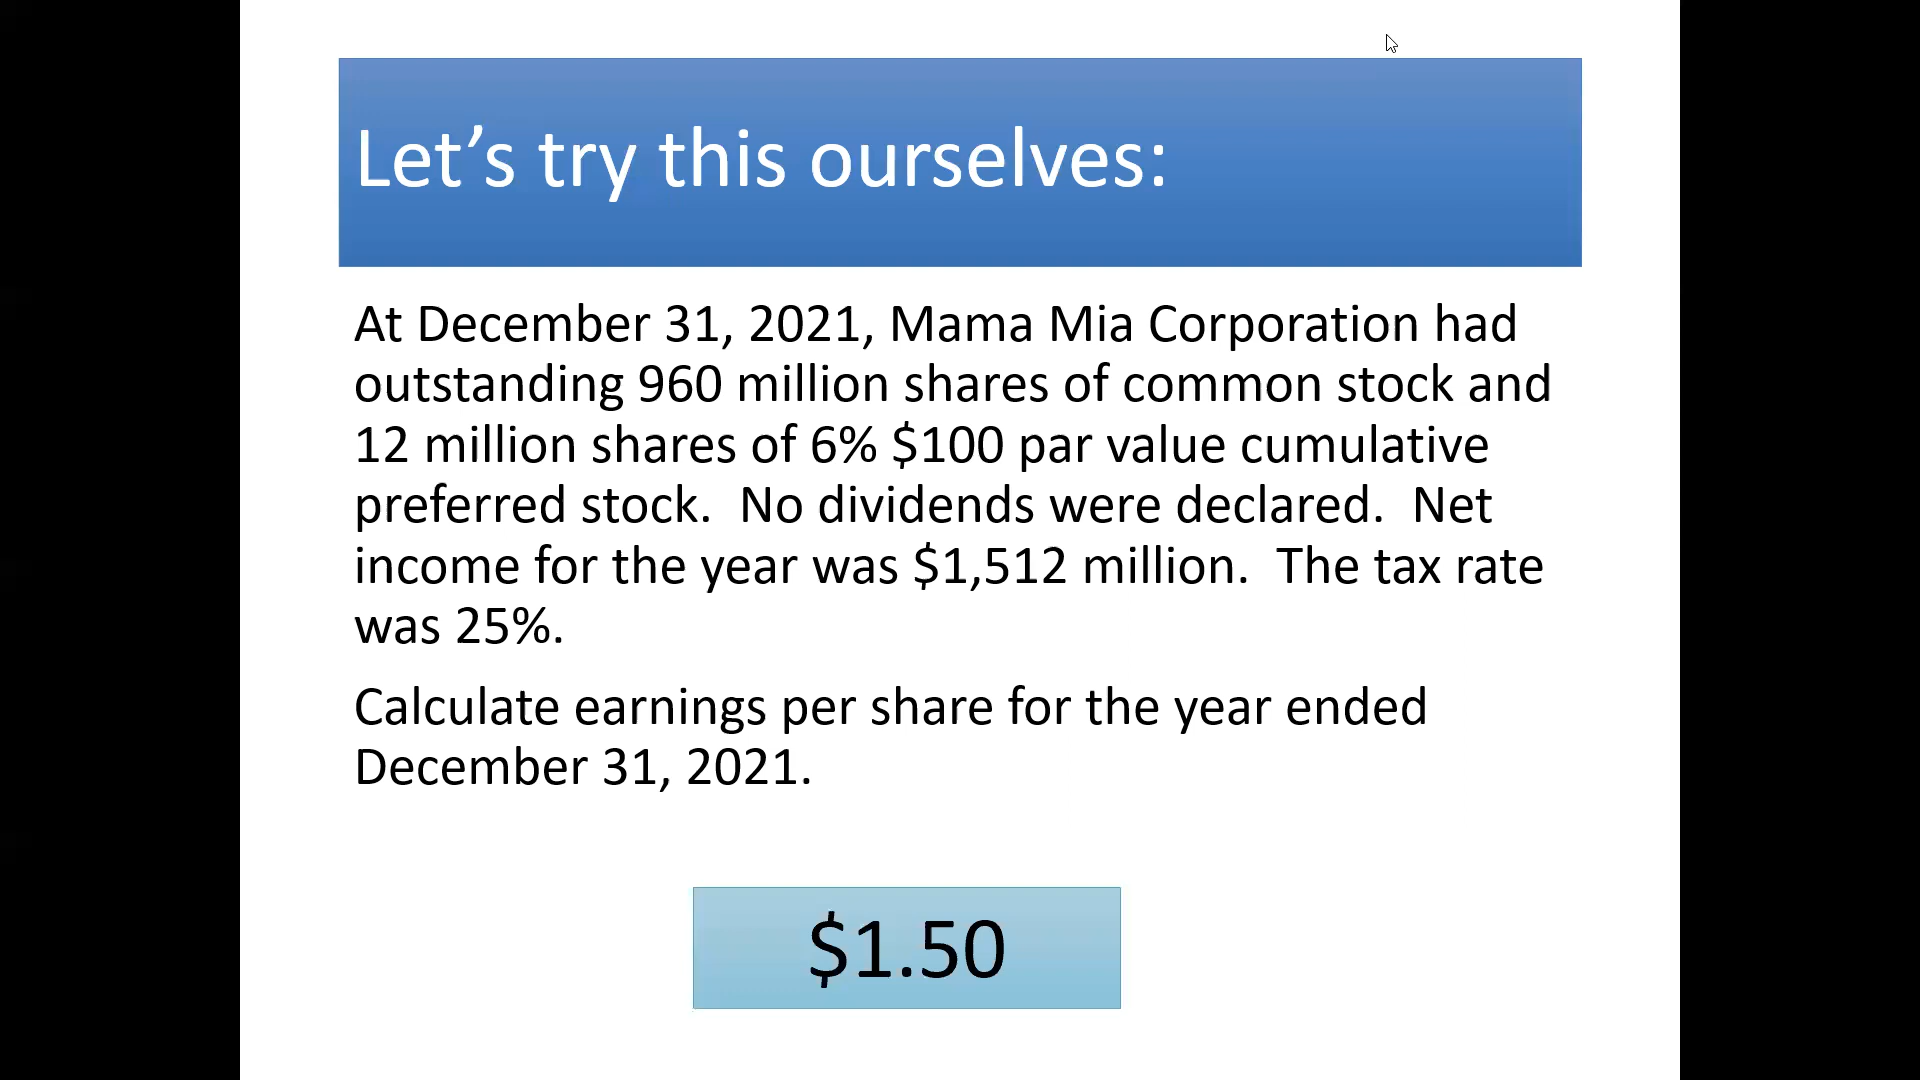 Let’s try this ourselves:
At December 31, 2021, Mama Mia Corporation had
outstanding 960 million shares of common stock and
12 million shares of 6% $100 par value cumulative
preferred stock.  No dividends were declared.  Net
income for the year was $1,512 million.  The tax rate
was 25%.
Calculate earnings per share for the year ended
December 31, 2021.
$1.50